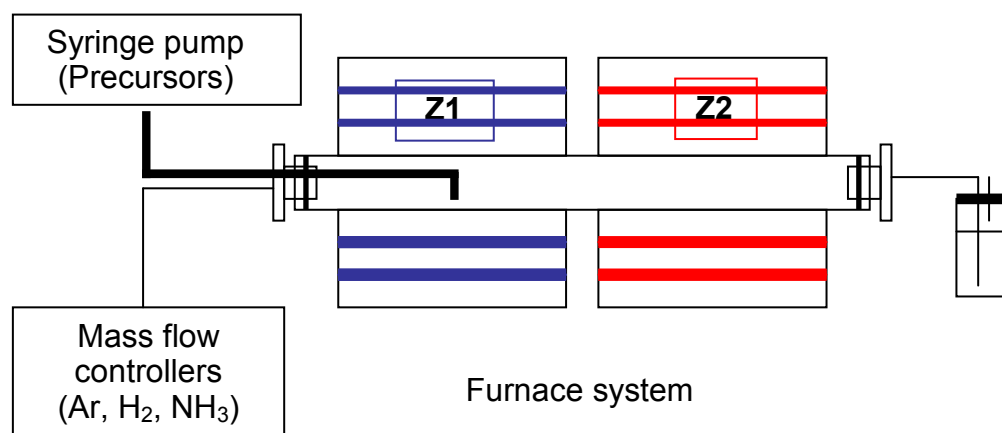 Syringe pump
(Precursors)
Z1
Z2
Mass flow
controllers
(Ar, H₂, NH₃)
Furnace system